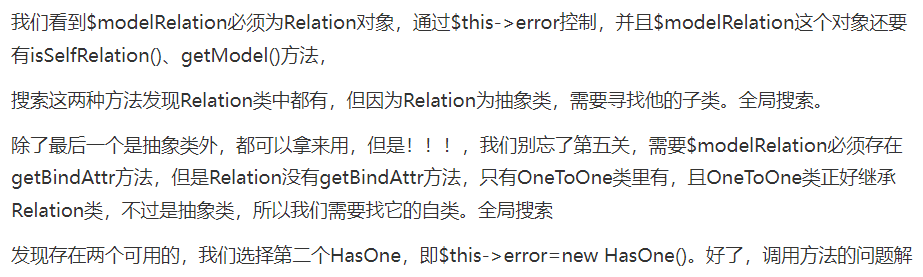 我们看到$modelRelation必须为Relation对象，通过$this->error控制，并且$modelRelation这个对象还要
有isSelfRelation()、getModel()方法，
搜索这两种方法发现Relation类中都有，但因为Relation为抽象类，需要寻找他的子类。全局搜索。
除了最后一个是抽象类外，都可以拿来用，但是！！！，我们别忘了第五关，需要$modelRelation必须存在
getBindAttr方法，但是Relation没有getBindAttr方法，只有OneToOne类里有，且OneToOne类正好继承
Relation类，不过是抽象类，所以我们需要找它的自类。全局搜索
发现存在两个可用的，我们选择第二个HasOne，即$this->error=new HasOne()。好了，调用方法的问题解